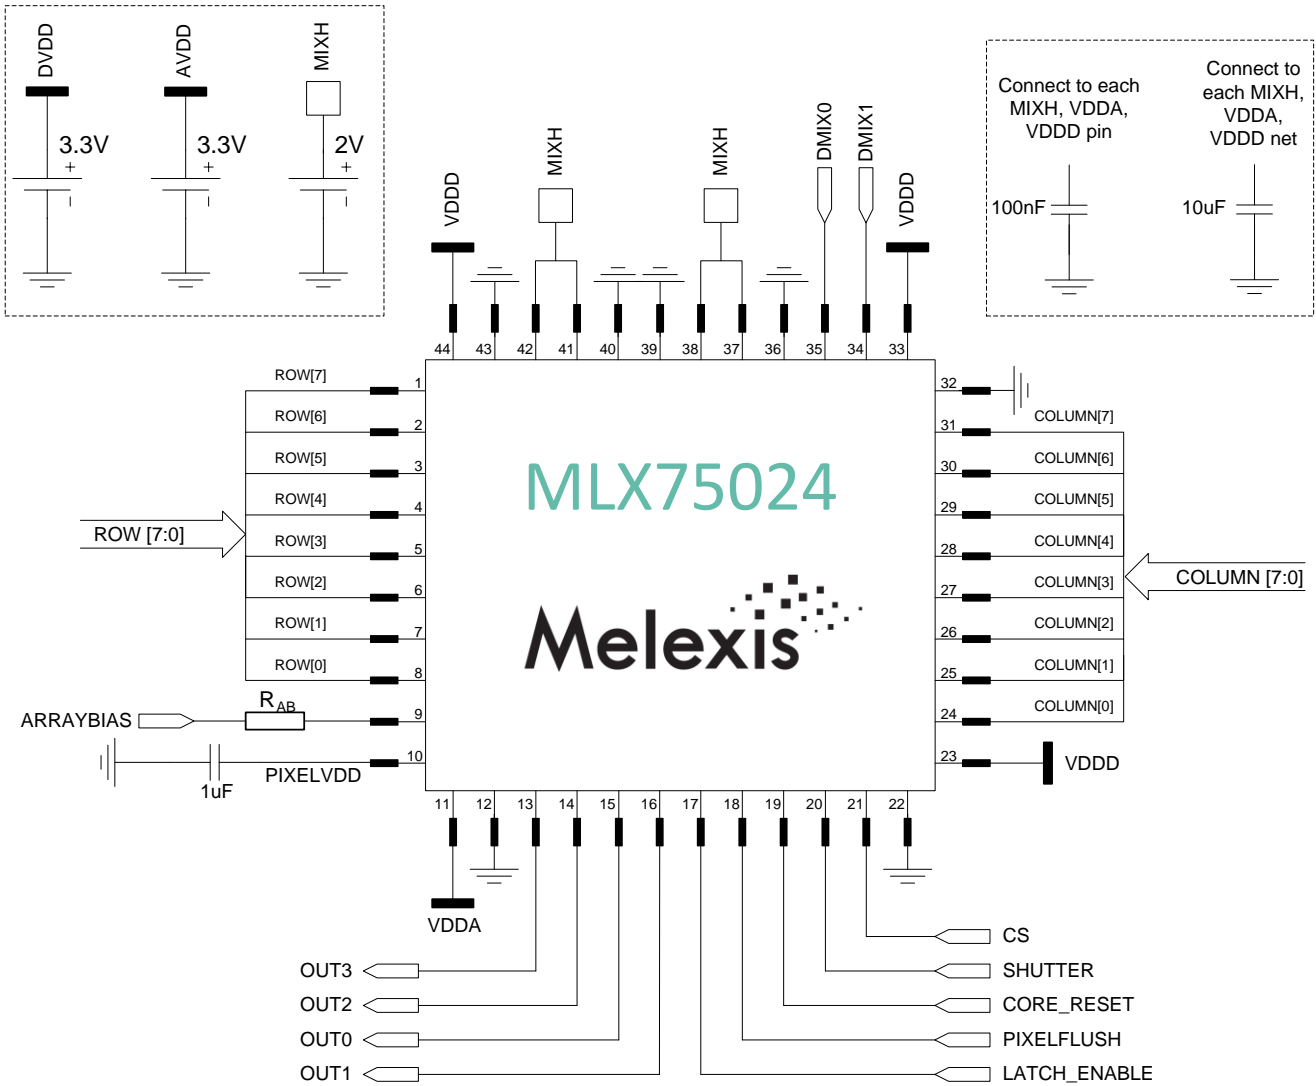 DVDD
AVDD
MIXH
3.3V
3.3V
2V
+
+
+
Connect to each
MIXH, VDDA,
VDDD pin
Connect to
each MIXH,
VDDA,
VDDD net
100nF
10uF
VDDD
MIXH
MIXH
DMIX0
DMIX1
VDDD
44
43
42
41
40
39
38
37
36
35
34
33
ROW[7]
1
ROW[6]
2
ROW[5]
3
ROW[4]
4
ROW[3]
5
ROW[2]
6
ROW[1]
7
ROW[0]
8
ROW [7:0]
ARRAYBIAS
RAB
9
1uF
PIXELVDD
10
MLX75024
Melexis
32
31
COLUMN[7]
30
COLUMN[6]
29
COLUMN[5]
28
COLUMN[4]
27
COLUMN[3]
26
COLUMN[2]
25
COLUMN[1]
24
COLUMN[0]
COLUMN [7:0]
23
VDDD
11
12
13
14
15
16
17
18
19
20
21
22
VDDA
OUT3
OUT2
OUT0
OUT1
CS
SHUTTER
CORE_RESET
PIXELFLUSH
LATCH_ENABLE